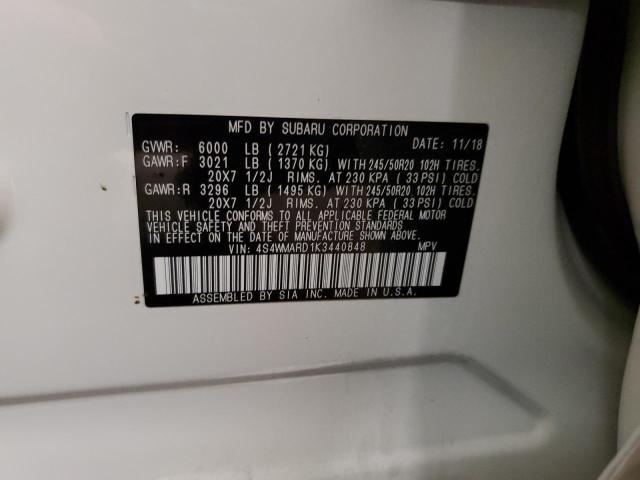 MFD BY SUBARU CORPORATION
GVWR: 6000 LB ( 2721 KG) DATE: 11/18
GAWR:F 3021 LB ( 1370 KG) WITH 245/50R20 102H TIRES.
20X7 1/2J RIMS. AT 230 KPA ( 33 PSI) COLD
GAWR:R 3296 LB ( 1495 KG) WITH 245/50R20 102H TIRES.
20X7 1/2J RIMS. AT 230 KPA ( 33 PSI) COLD
THIS VEHICLE CONFORMS TO ALL APPLICABLE FEDERAL MOTOR
VEHICLE SAFETY AND THEFT PREVENTION STANDARDS
IN EFFECT ON THE DATE OF MANUFACTURE SHOWN ABOVE.
VIN: 4S4WMARD1K3440848 MPV
ASSEMBLED BY SIA INC. MADE IN U.S.A.